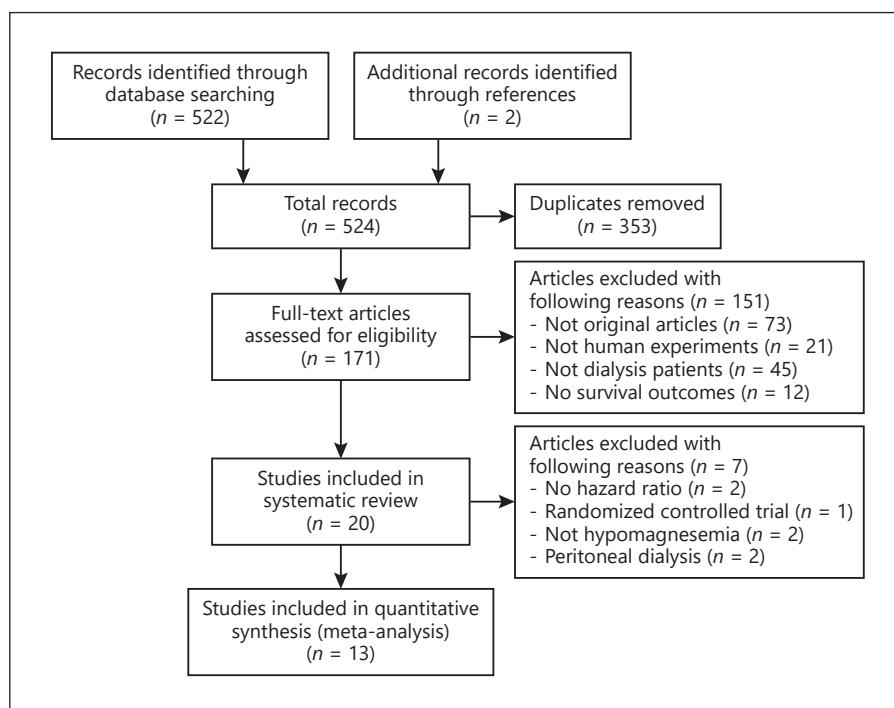 Records identified through
database searching
(n = 522)
Additional records identified
through references
(n = 2)
Total records
(n = 524)
Duplicates removed
(n = 353)
Full-text articles
assessed for eligibility
(n = 171)
Articles excluded with
following reasons (n = 151)
- Not original articles (n = 73)
- Not human experiments (n = 21)
- Not dialysis patients (n = 45)
- No survival outcomes (n = 12)
Studies included in
systematic review
(n = 20)
Articles excluded with
following reasons (n = 7)
- No hazard ratio (n = 2)
- Randomized controlled trial (n = 1)
- Not hypomagnesemia (n = 2)
- Peritoneal dialysis (n = 2)
Studies included in quantitative
synthesis (meta-analysis)
(n = 13)